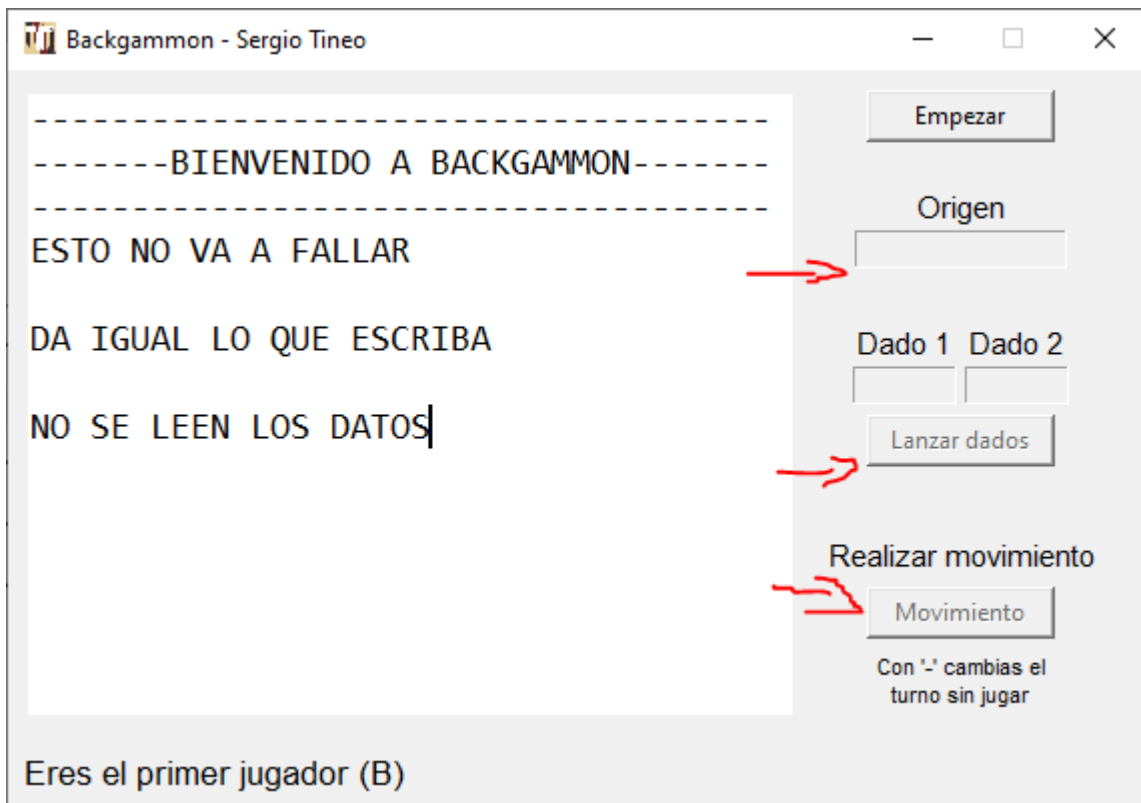 Backgammon - Sergio Tineo
-------------------------------------
-------BIENVENIDO A BACKGAMMON-------
-------------------------------------
ESTO NO VA A FALLAR
DA IGUAL LO QUE ESCRIBA
NO SE LEEN LOS DATOS
Empezar
Origen
Dado 1 Dado 2
Lanzar dados
Realizar movimiento
Movimiento
Con '-' cambias el
turno sin jugar
Eres el primer jugador (B)